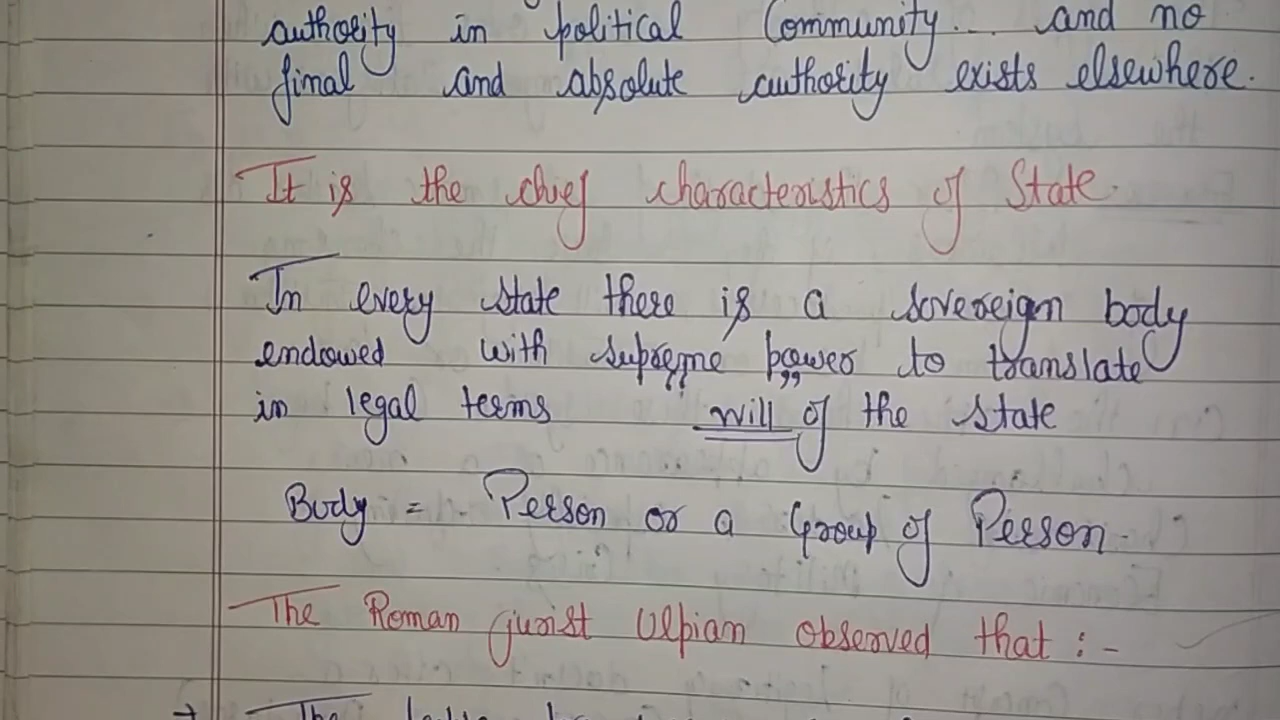 authority in political Community... and no
final and absolute authority exists elsewhere.
It is the chief characteristics of State.
In every state there is a sovereign body
endowed with supreme power to translate
in legal terms "will of the state
Body = Person or a Group of Person.
The Roman jurist Ulpian observed that :-
→ The